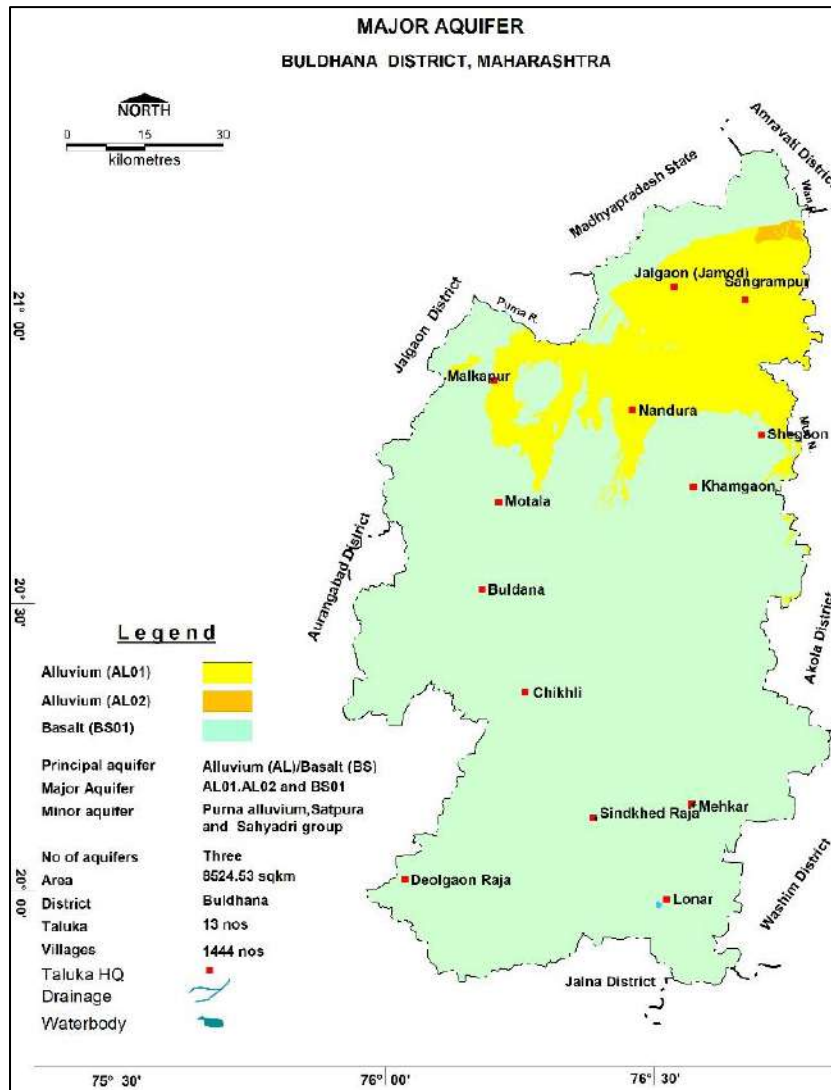 MAJOR AQUIFER
BULDHANA DISTRICT, MAHARASHTRA
NORTH
0 15 30
kilometres
Amravati District
Madhyapradesh State
Wan R.
Jalgaon (Jamod)
Sangrampur
21° 00'
Jalgaon District
Purna R.
Malkapur
Nandura
Shegaon
Mun N.
Khamgaon
Motala
Aurangabad District
Buldana
20° 30'
Akola District
Chikhli
Mehkar
Sindkhed Raja
Deolgaon Raja
20° 00'
Lonar
Washim District
Jalna District
Legend
Alluvium (AL01)
Alluvium (AL02)
Basalt (BS01)
Principal aquifer Alluvium (AL)/Basalt (BS)
Major Aquifer AL01.AL02 and BS01
Minor aquifer Purna alluvium,Satpura
and Sahyadri group
No of aquifers Three
Area 8524.53 sqkm
District Buldhana
Taluka 13 nos
Villages 1444 nos
Taluka HQ
Drainage
Waterbody
75° 30' 76° 00' 76° 30'